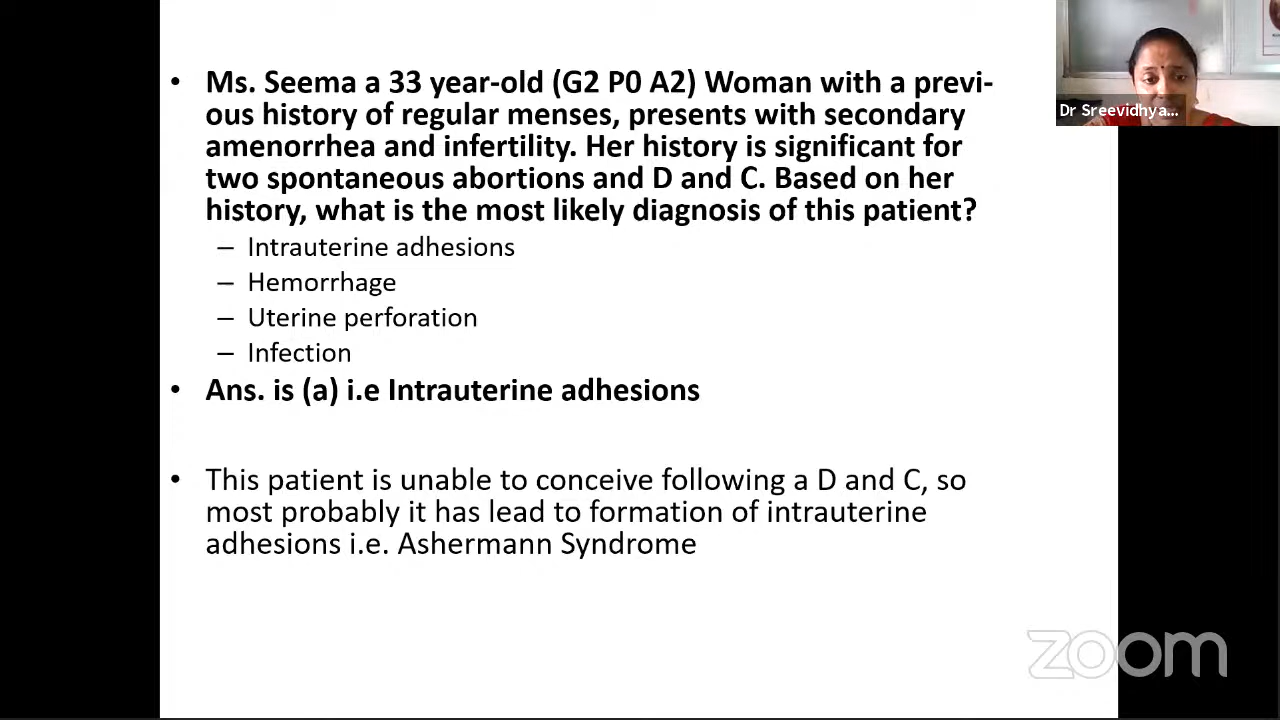 • Ms. Seema a 33 year-old (G2 P0 A2) Woman with a previ-
ous history of regular menses, presents with secondary
amenorrhea and infertility. Her history is significant for
two spontaneous abortions and D and C. Based on her
history, what is the most likely diagnosis of this patient?
– Intrauterine adhesions
– Hemorrhage
– Uterine perforation
– Infection
• Ans. is (a) i.e Intrauterine adhesions
• This patient is unable to conceive following a D and C, so
most probably it has lead to formation of intrauterine
adhesions i.e. Ashermann Syndrome
Dr Sreevidhya...
zoom